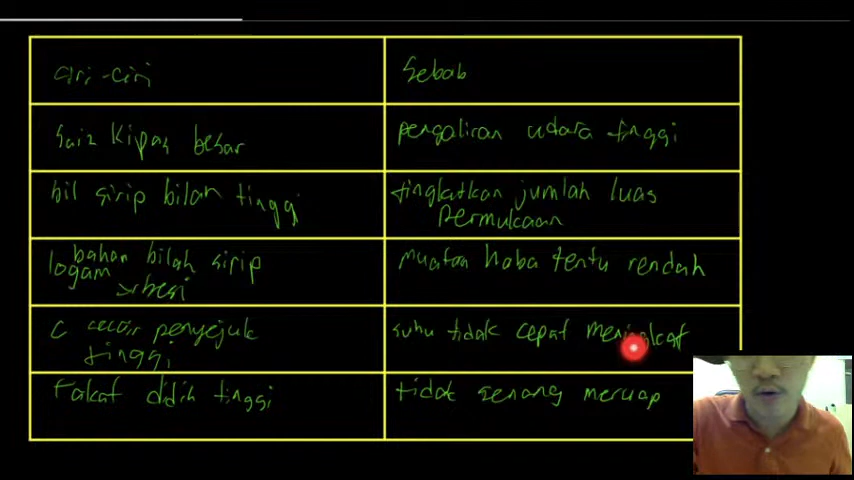 ciri-ciri
Sebab
Saiz kipas besar
pengaliran udara tinggi
bil sirip bilah tinggi
tingkatkan jumlah luas
permukaan
bahan bilah sirip
logam
besi
muatan haba tentu rendah
c cecair penyejuk
tinggi
suhu tidak cepat meningkat
Takat didih tinggi
tidak senang meruap